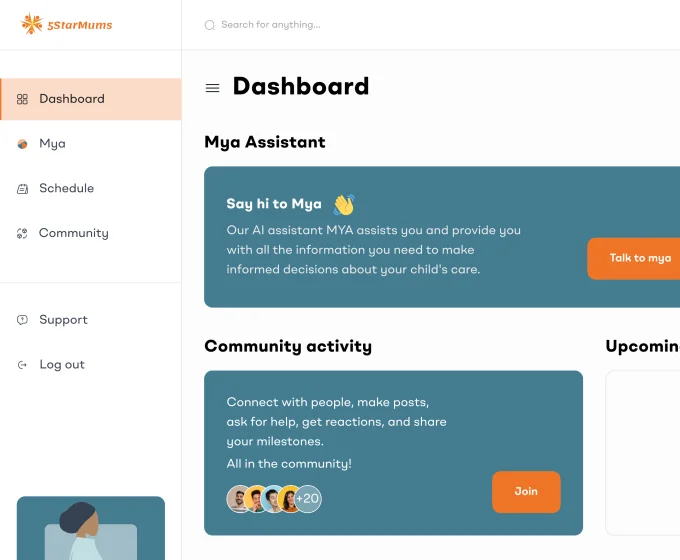 5StarMums
Search for anything...
Dashboard
Mya
Schedule
Community
Support
Log out
Dashboard
Mya Assistant
Say hi to Mya
Our AI assistant MYA assists you and provide you
with all the information you need to make
informed decisions about your child's care.
Talk to mya
Community activity
Connect with people, make posts,
ask for help, get reactions, and share
your milestones.
All in the community!
+20
Join
Upcomin